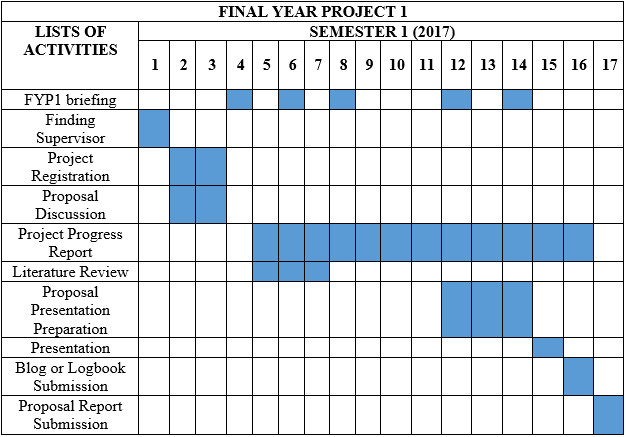 FINAL YEAR PROJECT 1
LISTS OF
ACTIVITIES
SEMESTER 1 (2017)
1 2 3 4 5 6 7 8 9 10 11 12 13 14 15 16 17
FYP1 briefing
Finding
Supervisor
Project
Registration
Proposal
Discussion
Project Progress
Report
Literature Review
Proposal
Presentation
Preparation
Presentation
Blog or Logbook
Submission
Proposal Report
Submission